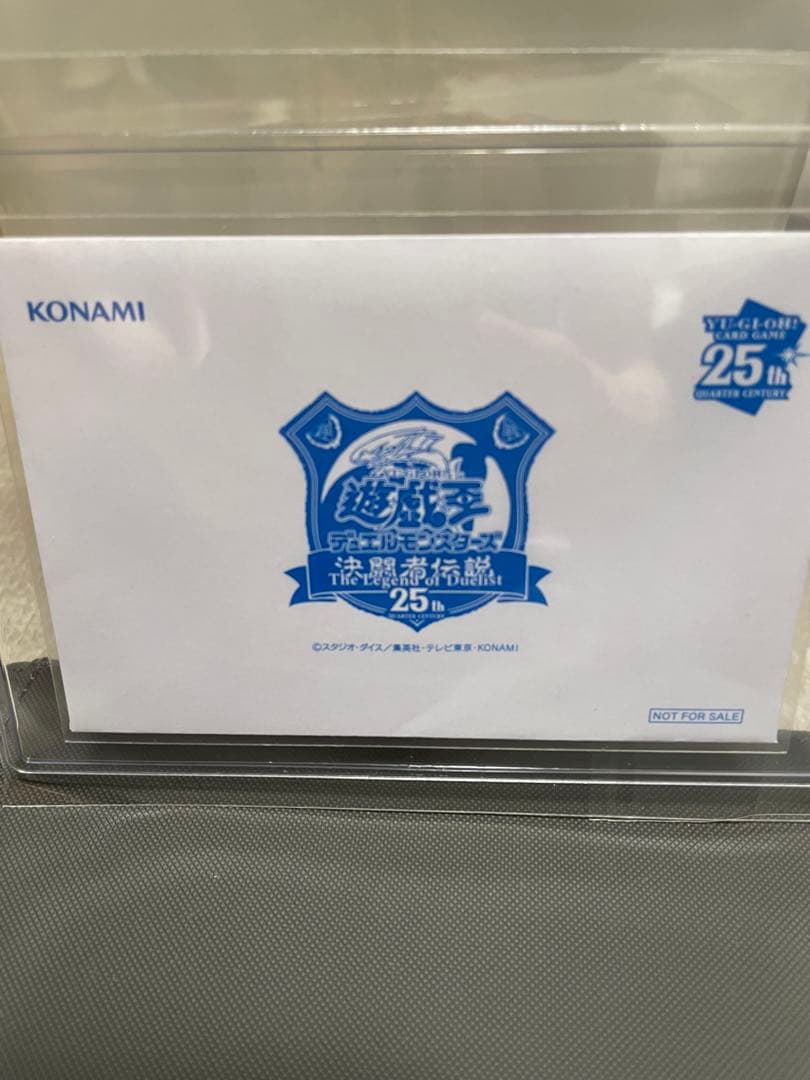 KONAMI
YU-GI-OH!
CARD GAME
25th
QUARTER CENTURY
遊戯王
デュエルモンスターズ
決闘者伝説
The Legend of Duelist
25th
QUARTER CENTURY
©スタジオ・ダイス／集英社・テレビ東京・KONAMI
NOT FOR SALE